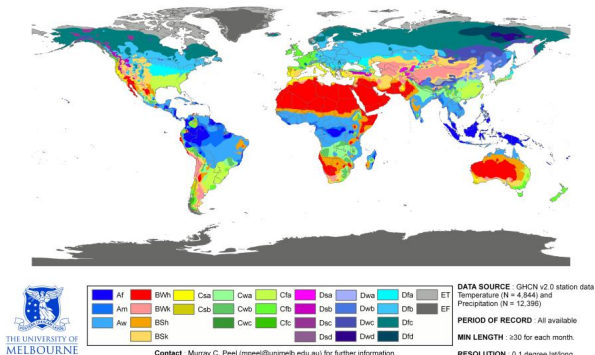 Af BWh Csa Cwa Cfa Dsa Dwa Dfa ET
Am BWk Csb Cwb Cfb Dsb Dwb Dfb EF
Aw BSh Cwc Cfc Dsc Dwc Dfc
BSk Dsd Dwd Dfd
DATA SOURCE : GHCN v2.0 station data
Temperature (N = 4,844) and
Precipitation (N = 12,396)
PERIOD OF RECORD : All available
MIN LENGTH : ≥30 for each month.
RESOLUTION : 0.1 degree lat/long
THE UNIVERSITY OF
MELBOURNE
Contact : Murray C. Peel (mpeel@unimelb.edu.au) for further information